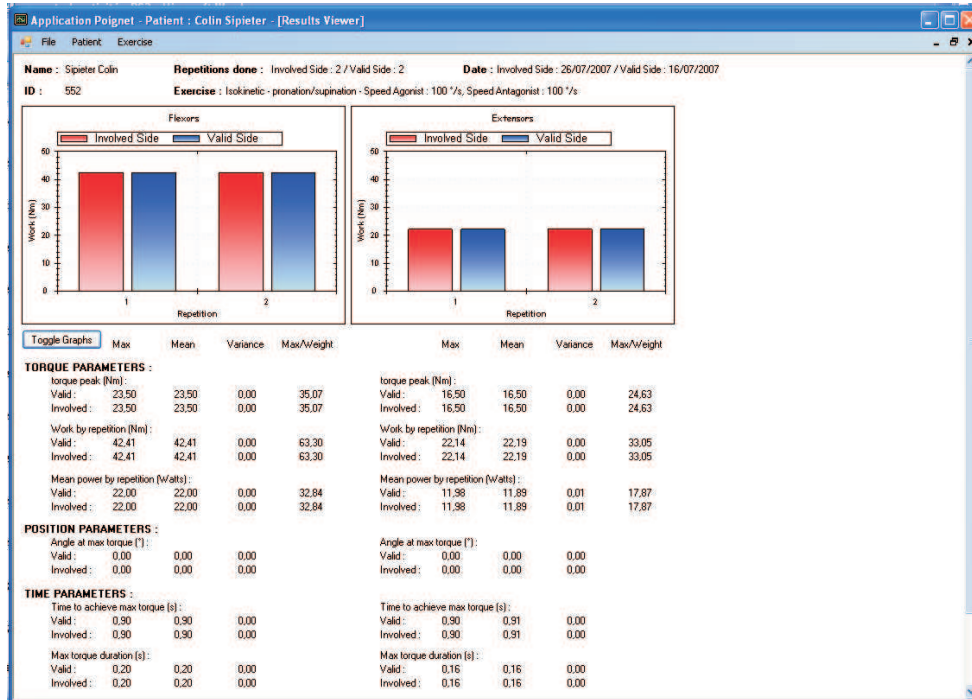 Application Poignet - Patient : Colin Sipieter - [Results Viewer]
File Patient Exercise
Name : Sipieter Colin Repetitions done : Involved Side : 2 / Valid Side : 2 Date : Involved Side : 26/07/2007 / Valid Side : 16/07/2007
ID : 552 Exercise : Isokinetic - pronation/supination - Speed Agonist : 100 °/s, Speed Antagonist : 100 °/s
Flexors
Involved Side Valid Side
Work (Nm)
50
40
30
20
10
0
1 2
Repetition
Extensors
Involved Side Valid Side
Work (Nm)
50
40
30
20
10
0
1 2
Repetition
Toggle Graphs Max Mean Variance Max/Weight Max Mean Variance Max/Weight
TORQUE PARAMETERS :
torque peak (Nm) : torque peak (Nm) :
Valid : 23,50 23,50 0,00 35,07 Valid : 16,50 16,50 0,00 24,63
Involved : 23,50 23,50 0,00 35,07 Involved : 16,50 16,50 0,00 24,63
Work by repetition (Nm) : Work by repetition (Nm) :
Valid : 42,41 42,41 0,00 63,30 Valid : 22,14 22,19 0,00 33,05
Involved : 42,41 42,41 0,00 63,30 Involved : 22,14 22,19 0,00 33,05
Mean power by repetition (Watts) : Mean power by repetition (Watts) :
Valid : 22,00 22,00 0,00 32,84 Valid : 11,98 11,89 0,01 17,87
Involved : 22,00 22,00 0,00 32,84 Involved : 11,98 11,89 0,01 17,87
POSITION PARAMETERS :
Angle at max torque (°) : Angle at max torque (°) :
Valid : 0,00 0,00 0,00 Valid : 0,00 0,00 0,00
Involved : 0,00 0,00 0,00 Involved : 0,00 0,00 0,00
TIME PARAMETERS :
Time to achieve max torque (s) : Time to achieve max torque (s) :
Valid : 0,90 0,90 0,00 Valid : 0,90 0,91 0,00
Involved : 0,90 0,90 0,00 Involved : 0,90 0,91 0,00
Max torque duration (s) : Max torque duration (s) :
Valid : 0,20 0,20 0,00 Valid : 0,16 0,16 0,00
Involved : 0,20 0,20 0,00 Involved : 0,16 0,16 0,00